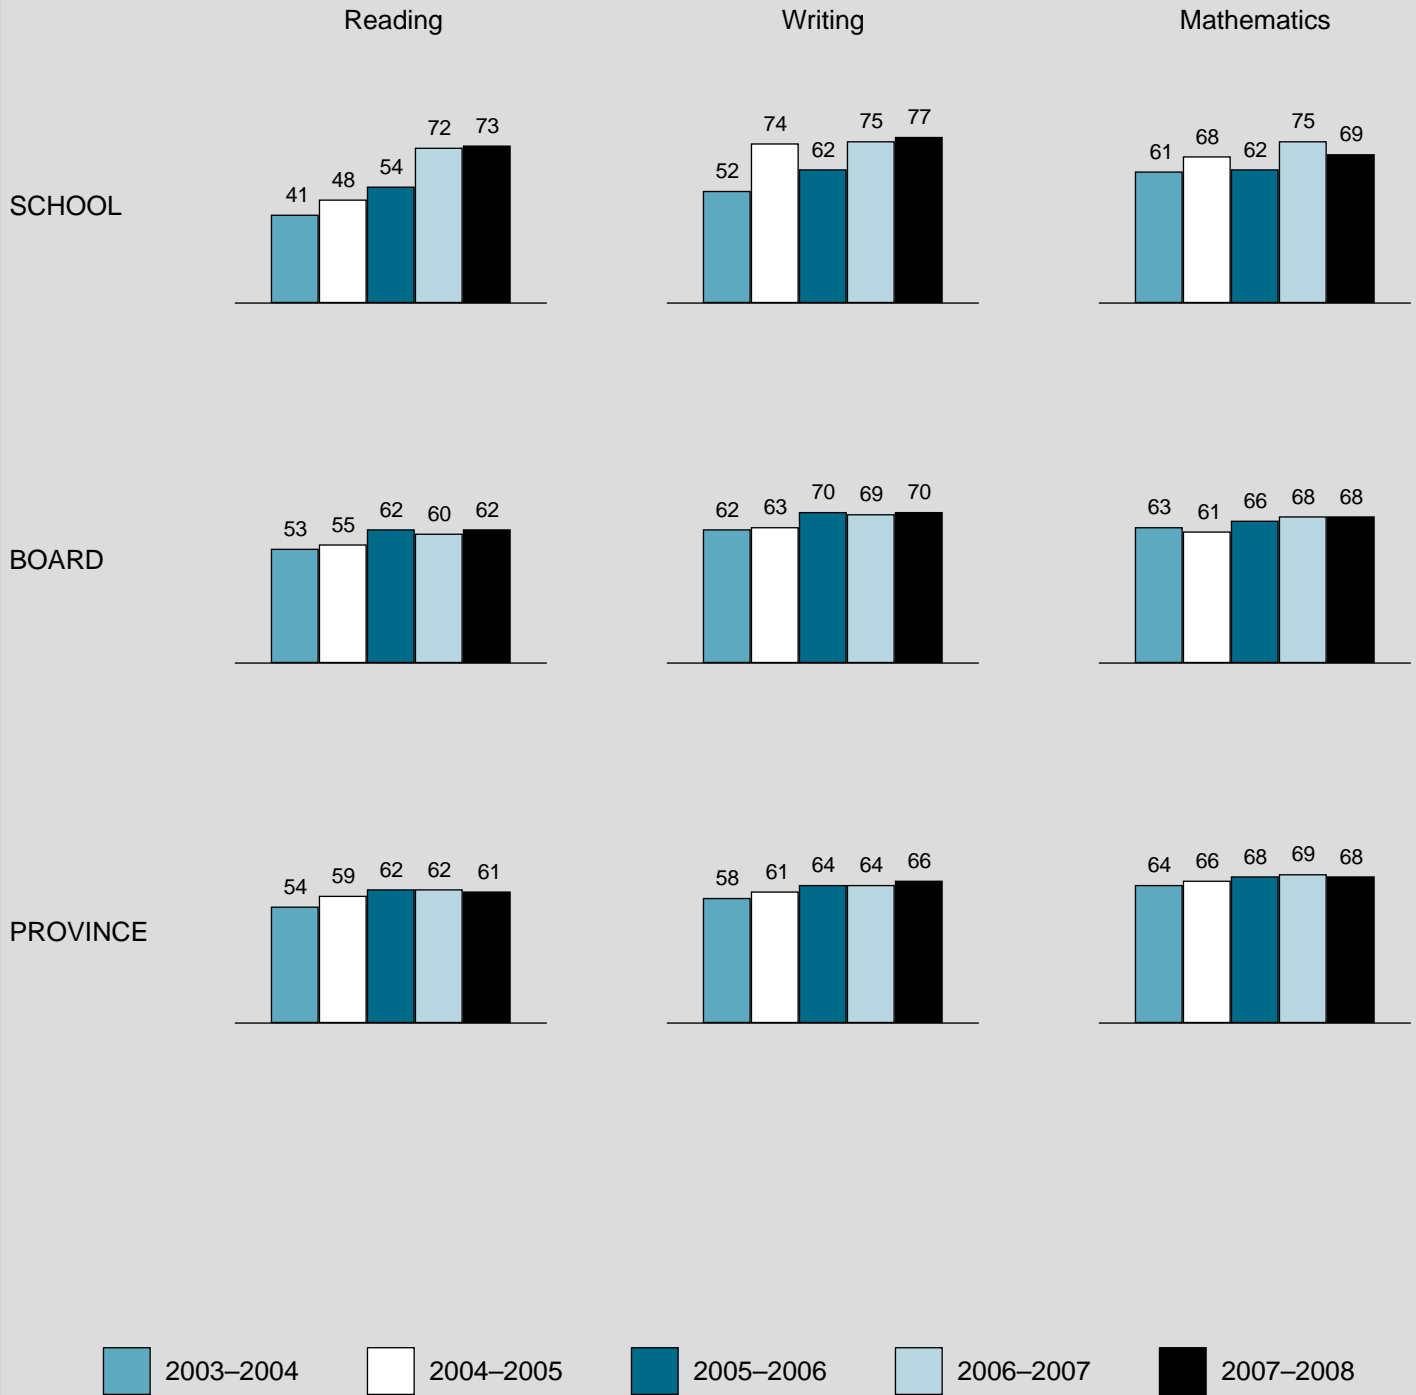 Reading Writing Mathematics
SCHOOL
41 48 54 72 73
52 74 62 75 77
61 68 62 75 69
BOARD
53 55 62 60 62
62 63 70 69 70
63 61 66 68 68
PROVINCE
54 59 62 62 61
58 61 64 64 66
64 66 68 69 68
2003–2004 2004–2005 2005–2006 2006–2007 2007–2008